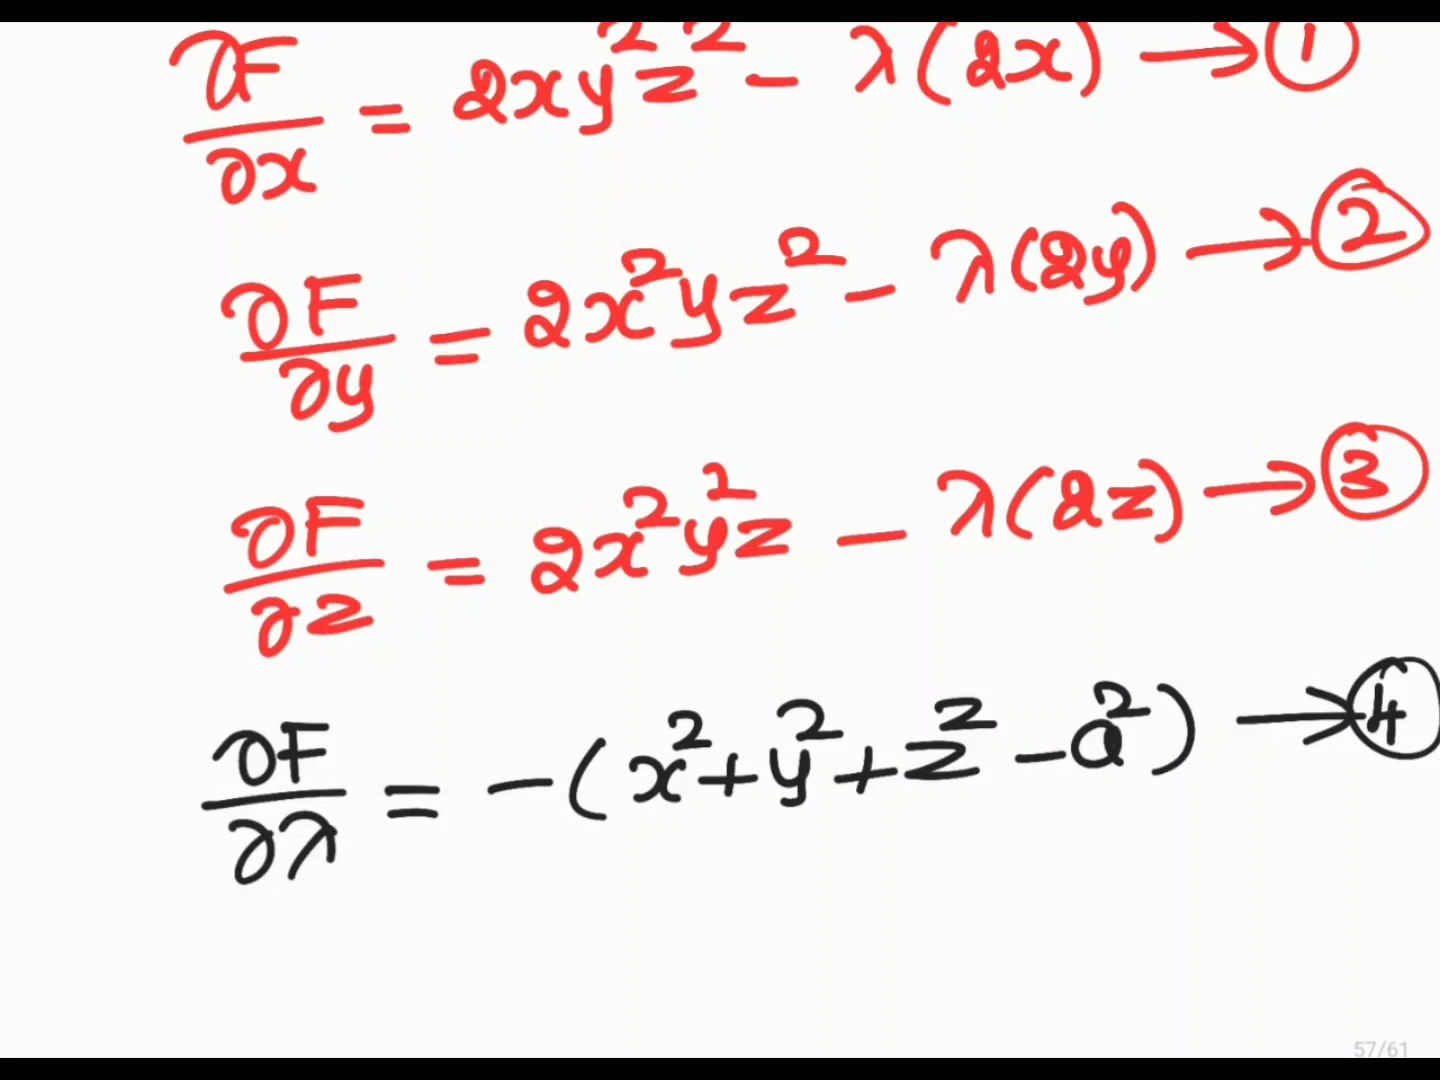 ∂F/∂x = 2xy²z² - λ(2x) → ①
∂F/∂y = 2x²yz² - λ(2y) → ②
∂F/∂z = 2x²y²z - λ(2z) → ③
∂F/∂λ = -(x²+y²+z²-a²) → ④
57/61